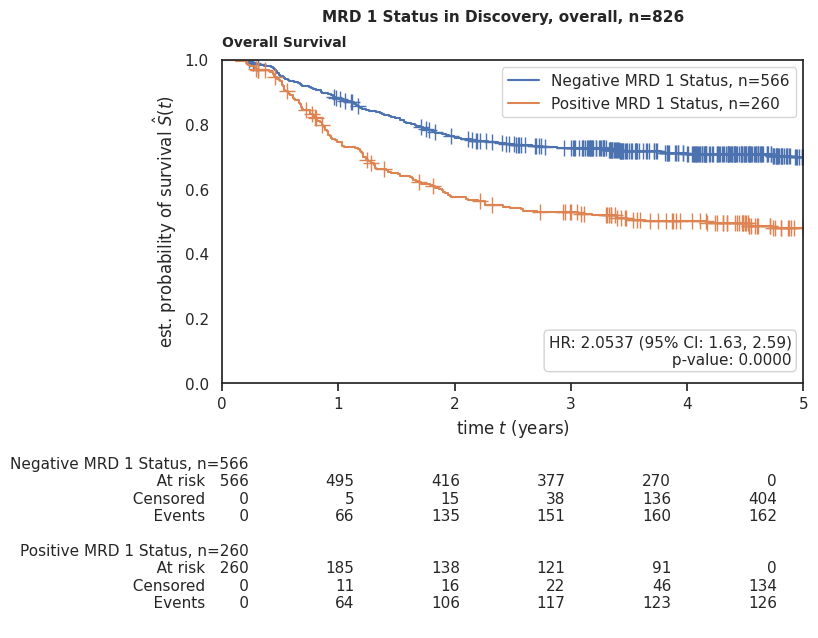 MRD 1 Status in Discovery, overall, n=826
Overall Survival
1.0
0.8
0.6
0.4
0.2
0.0
est. probability of survival Ŝ(t)
Negative MRD 1 Status, n=566
Positive MRD 1 Status, n=260
HR: 2.0537 (95% CI: 1.63, 2.59)
p-value: 0.0000
0 1 2 3 4 5
time t (years)
Negative MRD 1 Status, n=566
At risk 566 495 416 377 270 0
Censored 0 5 15 38 136 404
Events 0 66 135 151 160 162
Positive MRD 1 Status, n=260
At risk 260 185 138 121 91 0
Censored 0 11 16 22 46 134
Events 0 64 106 117 123 126